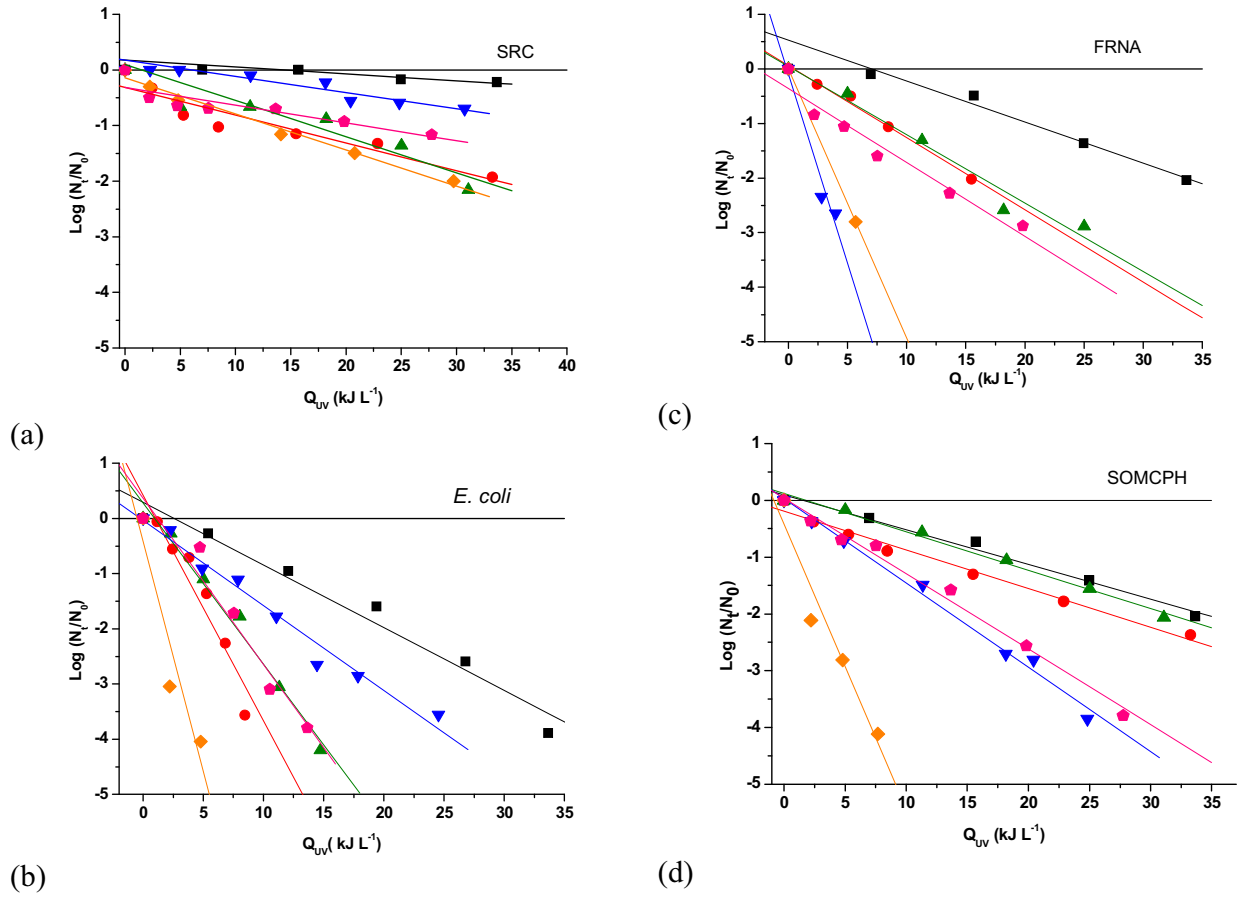 SRC
1
0
-1
-2
-3
-4
-5
Log (Nt/N0)
0 5 10 15 20 25 30 35 40
QUV (kJ L-1)
(a)
E. coli
1
0
-1
-2
-3
-4
-5
Log (Nt/N0)
0 5 10 15 20 25 30 35
QUV( kJ L-1)
(b)
FRNA
1
0
-1
-2
-3
-4
-5
Log (Nt/N0)
0 5 10 15 20 25 30 35
QUV (kJ L-1)
(c)
SOMCPH
1
0
-1
-2
-3
-4
-5
Log (Nt/N0)
0 5 10 15 20 25 30 35
QUV (kJ L-1)
(d)